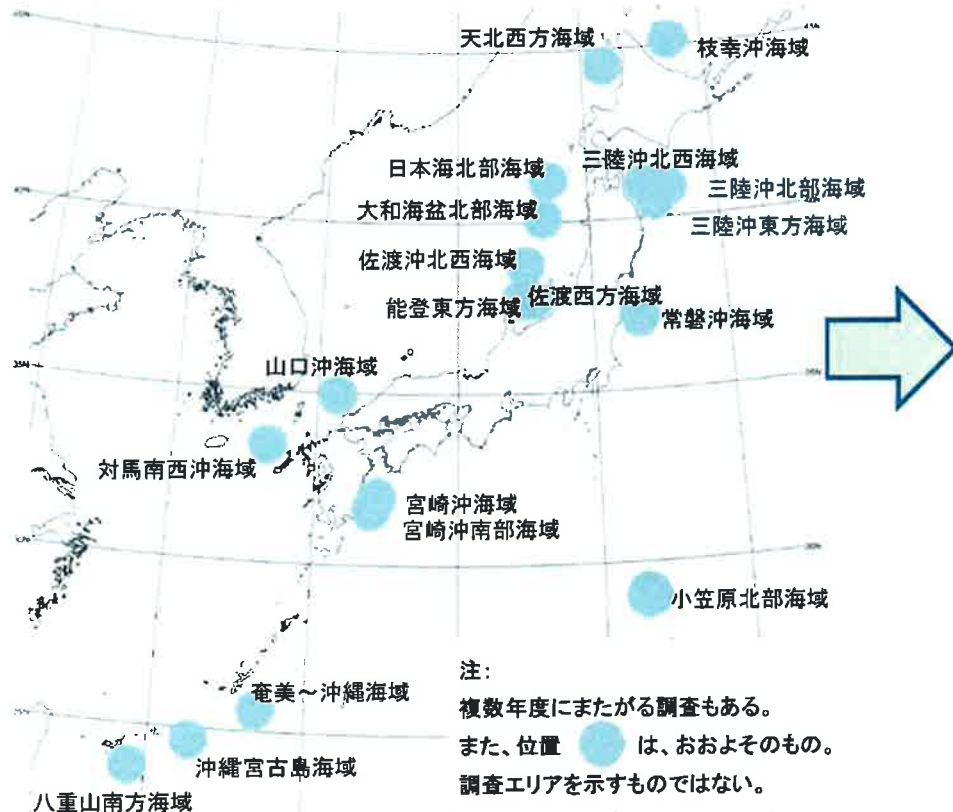 天北西方海域
枝幸沖海域
日本海北部海域
三陸沖北西海域
三陸沖北部海域
大和海盆北部海域
三陸沖東方海域
佐渡沖北西海域
佐渡西方海域
能登東方海域
常磐沖海域
山口沖海域
対馬南西沖海域
宮崎沖海域
宮崎沖南部海域
小笠原北部海域
奄美~沖縄海域
沖縄宮古島海域
八重山南方海域
注:
複数年度にまたがる調査もある。
また、位置 は、おおよそのもの。
調査エリアを示すものではない。